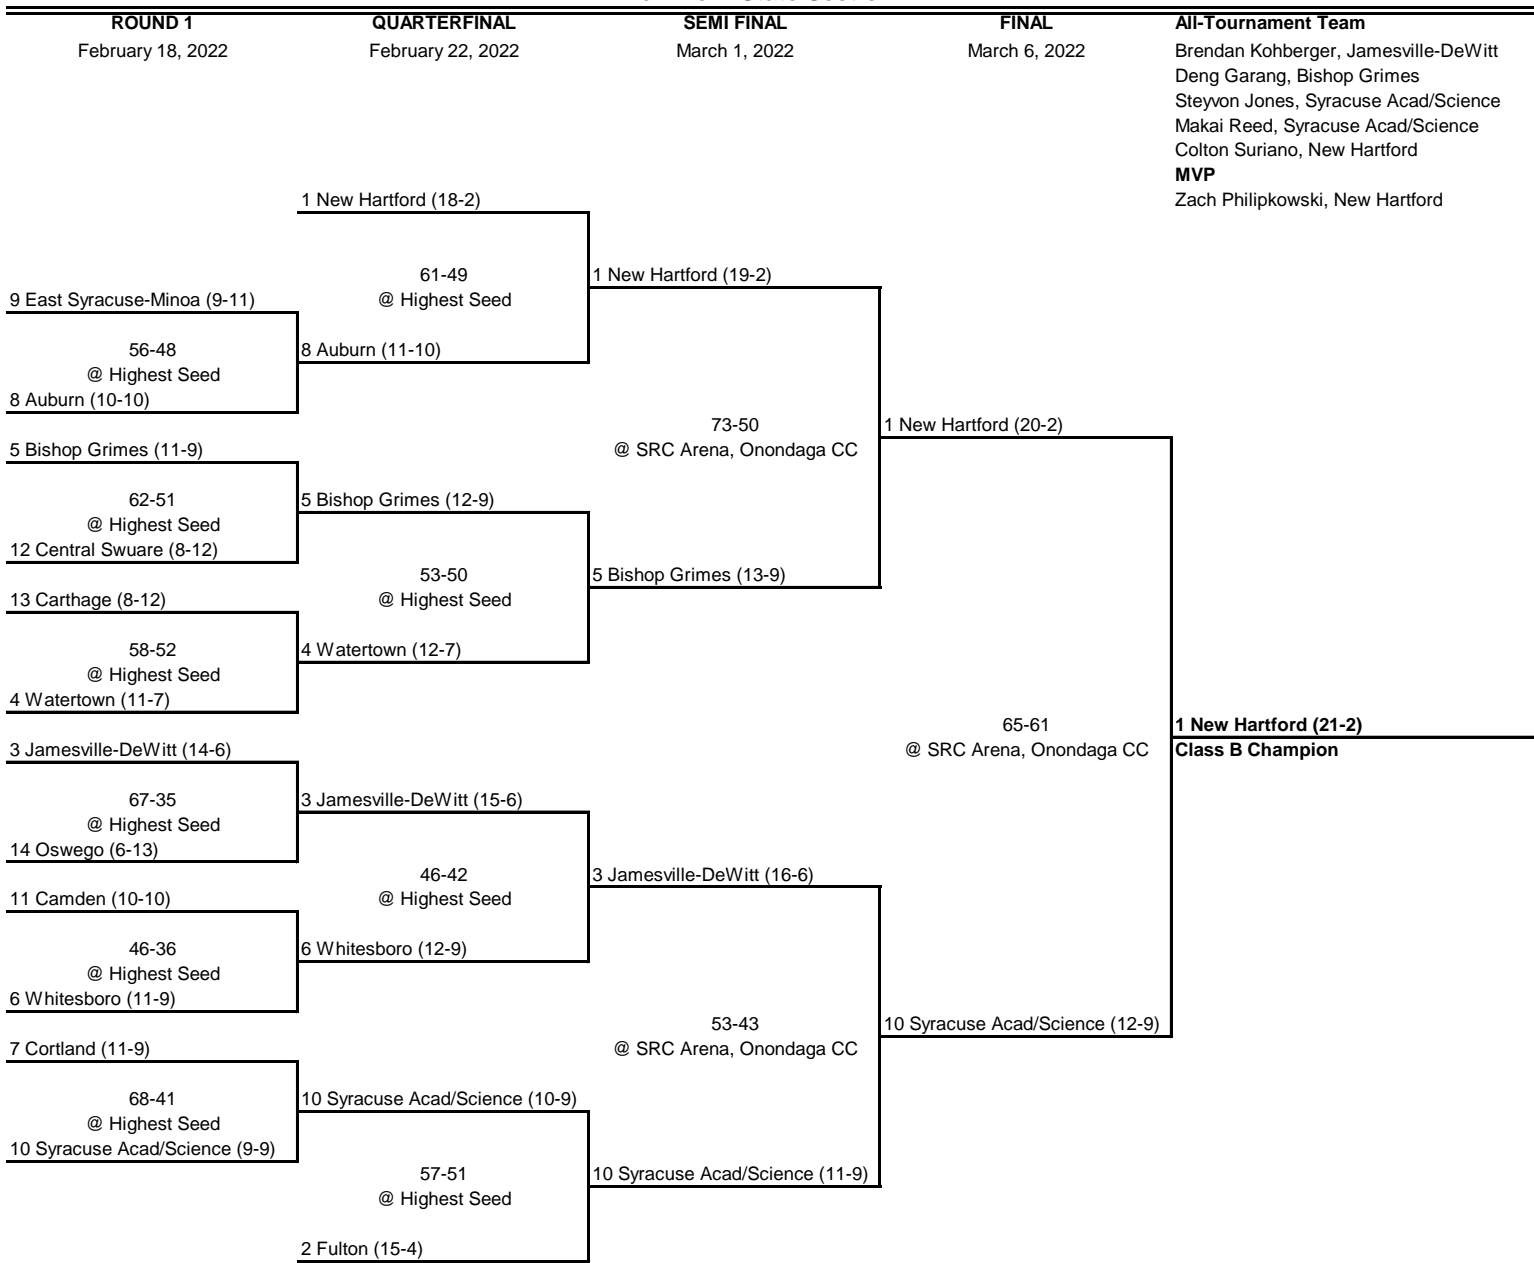 ROUND 1 QUARTERFINAL SEMI FINAL FINAL All-Tournament Team
February 18, 2022 February 22, 2022 March 1, 2022 March 6, 2022 Brendan Kohberger, Jamesville-DeWitt
Deng Garang, Bishop Grimes
Steyvon Jones, Syracuse Acad/Science
Makai Reed, Syracuse Acad/Science
Colton Suriano, New Hartford
MVP
1 New Hartford (18-2) Zach Philipkowski, New Hartford
61-49 1 New Hartford (19-2)
9 East Syracuse-Minoa (9-11) @ Highest Seed
56-48 8 Auburn (11-10)
@ Highest Seed
8 Auburn (10-10)
73-50 1 New Hartford (20-2)
5 Bishop Grimes (11-9) @ SRC Arena, Onondaga CC
62-51 5 Bishop Grimes (12-9)
@ Highest Seed
12 Central Swuare (8-12)
53-50 5 Bishop Grimes (13-9)
13 Carthage (8-12) @ Highest Seed
58-52 4 Watertown (12-7)
@ Highest Seed
4 Watertown (11-7)
65-61 1 New Hartford (21-2)
3 Jamesville-DeWitt (14-6) @ SRC Arena, Onondaga CC Class B Champion
67-35 3 Jamesville-DeWitt (15-6)
@ Highest Seed
14 Oswego (6-13)
46-42 3 Jamesville-DeWitt (16-6)
11 Camden (10-10) @ Highest Seed
46-36 6 Whitesboro (12-9)
@ Highest Seed
6 Whitesboro (11-9)
53-43 10 Syracuse Acad/Science (12-9)
7 Cortland (11-9) @ SRC Arena, Onondaga CC
68-41 10 Syracuse Acad/Science (10-9)
@ Highest Seed
10 Syracuse Acad/Science (9-9)
57-51 10 Syracuse Acad/Science (11-9)
@ Highest Seed
2 Fulton (15-4)